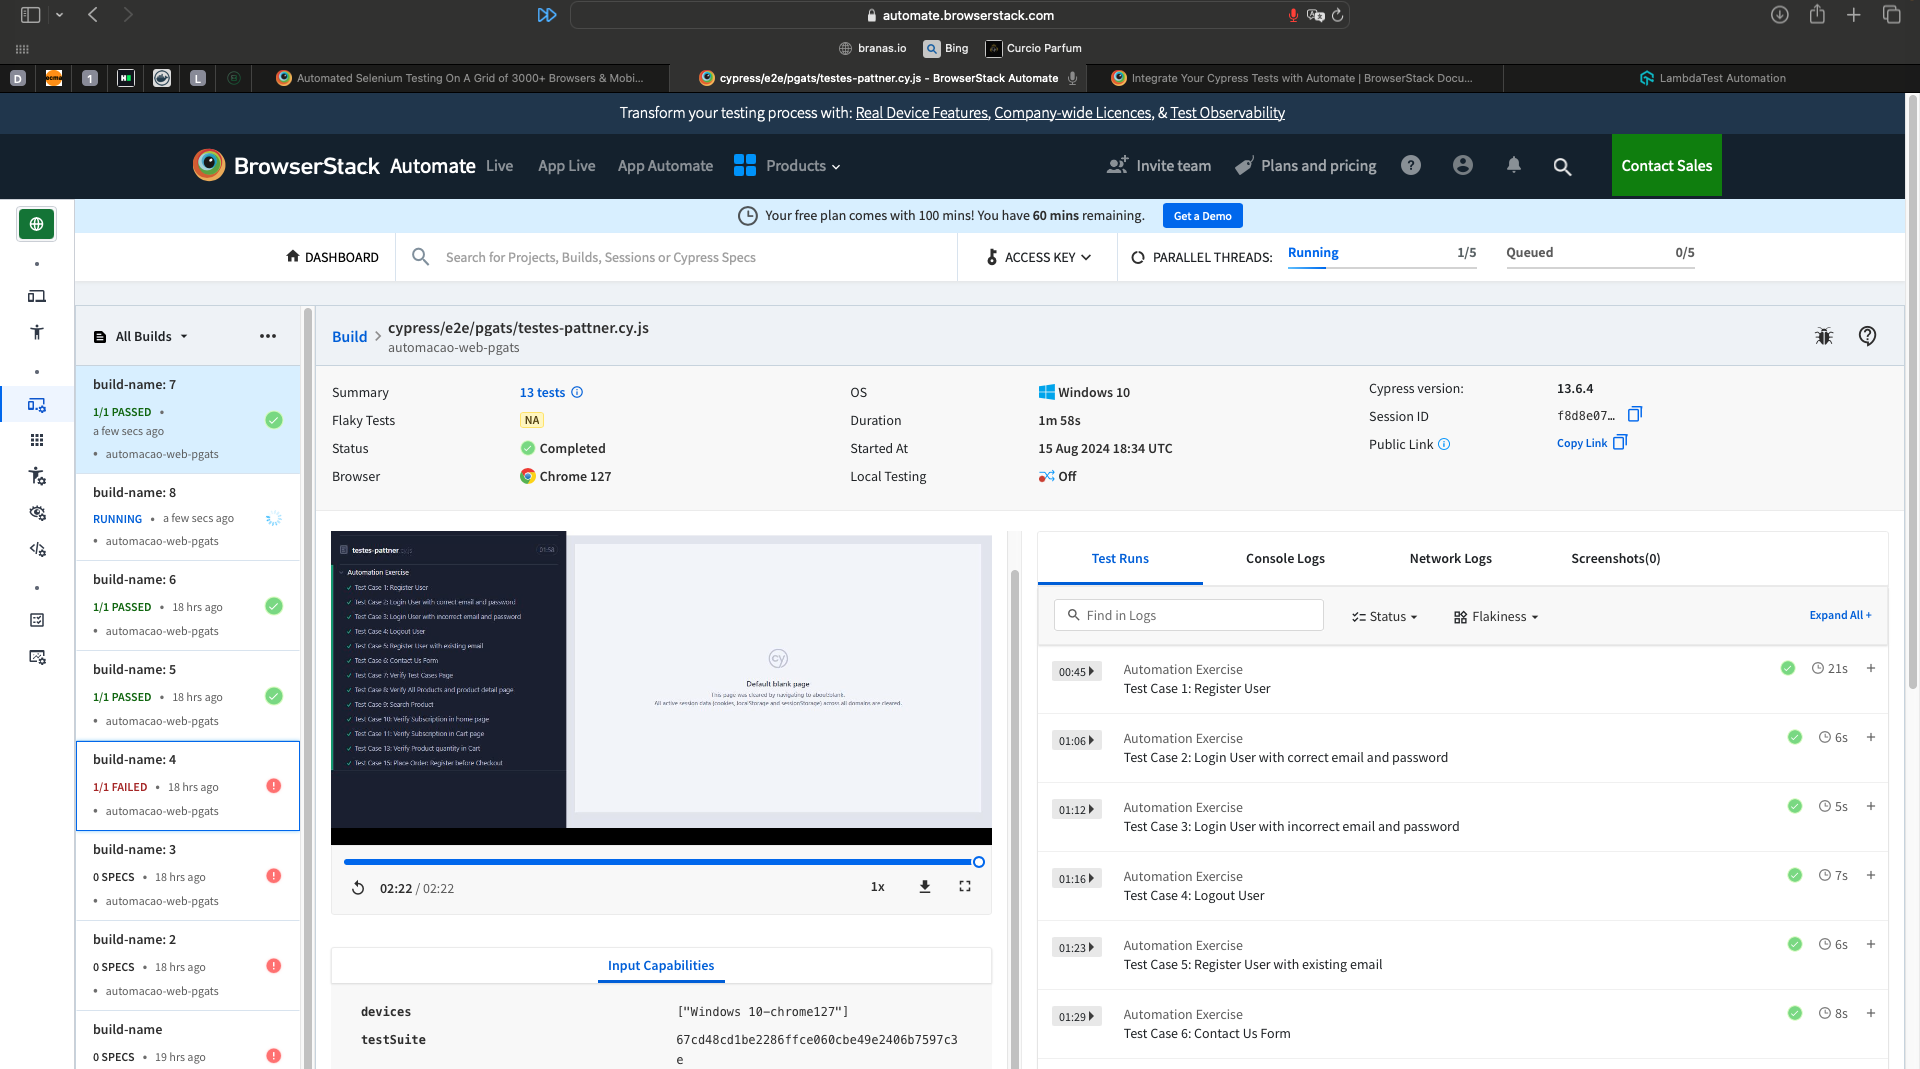 automate.browserstack.com
branas.io
Bing
Curcio Parfum
D
1
L
Automated Selenium Testing On A Grid of 3000+ Browsers & Mobi...
cypress/e2e/pgats/testes-pattner.cy.js - BrowserStack Automate
Integrate Your Cypress Tests with Automate | BrowserStack Docu...
LambdaTest Automation
Transform your testing process with: Real Device Features, Company-wide Licences, & Test Observability
BrowserStack Automate
Live
App Live
App Automate
Products
Invite team
Plans and pricing
?
Contact Sales
Your free plan comes with 100 mins! You have 60 mins remaining.
Get a Demo
DASHBOARD
Search for Projects, Builds, Sessions or Cypress Specs
ACCESS KEY
PARALLEL THREADS:
Running 1/5
Queued 0/5
All Builds
build-name: 7
1/1 PASSED •
a few secs ago
• automacao-web-pgats
build-name: 8
RUNNING • a few secs ago
• automacao-web-pgats
build-name: 6
1/1 PASSED • 18 hrs ago
• automacao-web-pgats
build-name: 5
1/1 PASSED • 18 hrs ago
• automacao-web-pgats
build-name: 4
1/1 FAILED • 18 hrs ago
• automacao-web-pgats
build-name: 3
0 SPECS • 18 hrs ago
• automacao-web-pgats
build-name: 2
0 SPECS • 18 hrs ago
• automacao-web-pgats
build-name
0 SPECS • 19 hrs ago
Build > cypress/e2e/pgats/testes-pattner.cy.js
automacao-web-pgats
Summary 13 tests
Flaky Tests NA
Status Completed
Browser Chrome 127
OS Windows 10
Duration 1m 58s
Started At 15 Aug 2024 18:34 UTC
Local Testing Off
Cypress version: 13.6.4
Session ID f8d8e07...
Public Link Copy Link
testes-pattner 01:54
Automation Exercise
Test Case 1: Register User
Test Case 2: Login User with correct email and password
Test Case 3: Login User with incorrect email and password
Test Case 4: Logout User
Test Case 5: Register User with existing email
Test Case 6: Contact Us Form
Test Case 7: Verify Test Cases Page
Test Case 8: Verify All Products and product detail page
Test Case 9: Search Product
Test Case 10: Verify Subscription in home page
Test Case 11: Verify Subscription in Cart page
Test Case 13: Verify Product quantity in Cart
Test Case 15: Place Order: Register before Checkout
cy
Default blank page
This page was cleared by navigating to about:blank.
All active session data (cookies, localStorage and sessionStorage) across all domains are cleared.
02:22 / 02:22
1x
Input Capabilities
devices ["Windows 10-chrome127"]
testSuite 67cd48cd1be2286ffce060cbe49e2406b7597c3
e
Test Runs
Console Logs
Network Logs
Screenshots(0)
Find in Logs
Status
Flakiness
Expand All +
00:45 Automation Exercise 21s +
Test Case 1: Register User
01:06 Automation Exercise 6s +
Test Case 2: Login User with correct email and password
01:12 Automation Exercise 5s +
Test Case 3: Login User with incorrect email and password
01:16 Automation Exercise 7s +
Test Case 4: Logout User
01:23 Automation Exercise 6s +
Test Case 5: Register User with existing email
01:29 Automation Exercise 8s +
Test Case 6: Contact Us Form